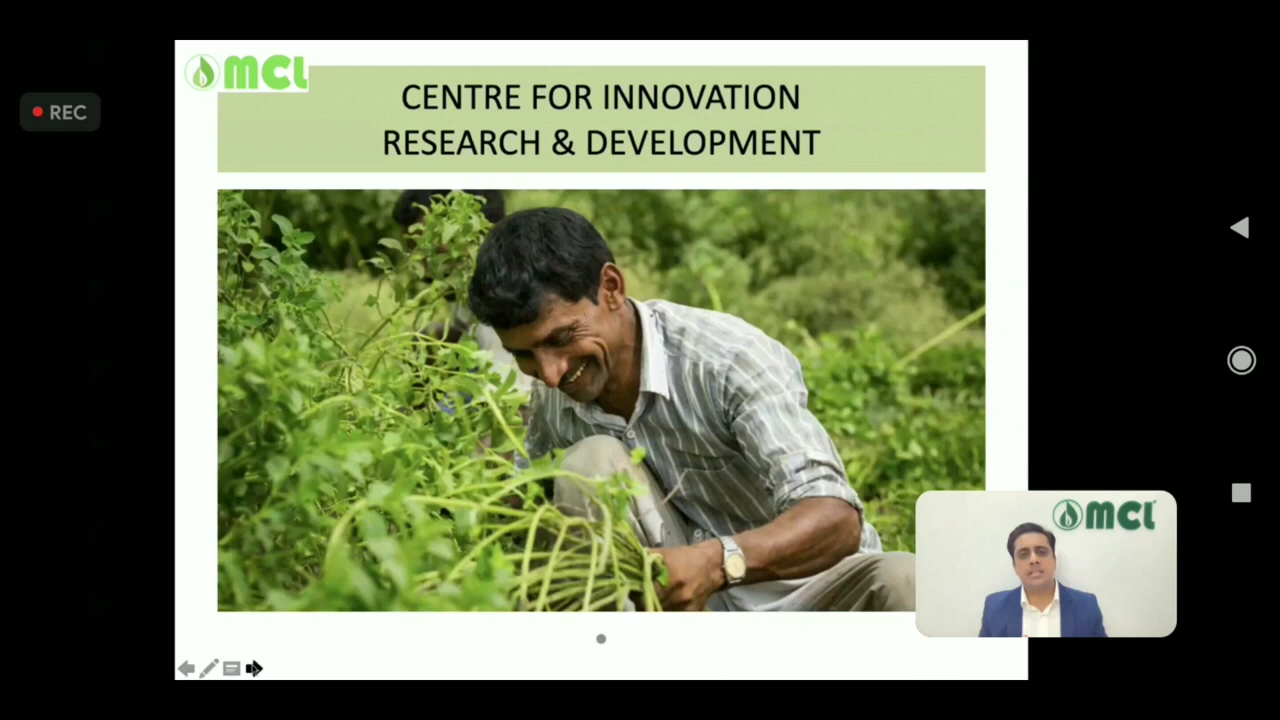 REC
MCL
CENTRE FOR INNOVATION
RESEARCH & DEVELOPMENT
MCL